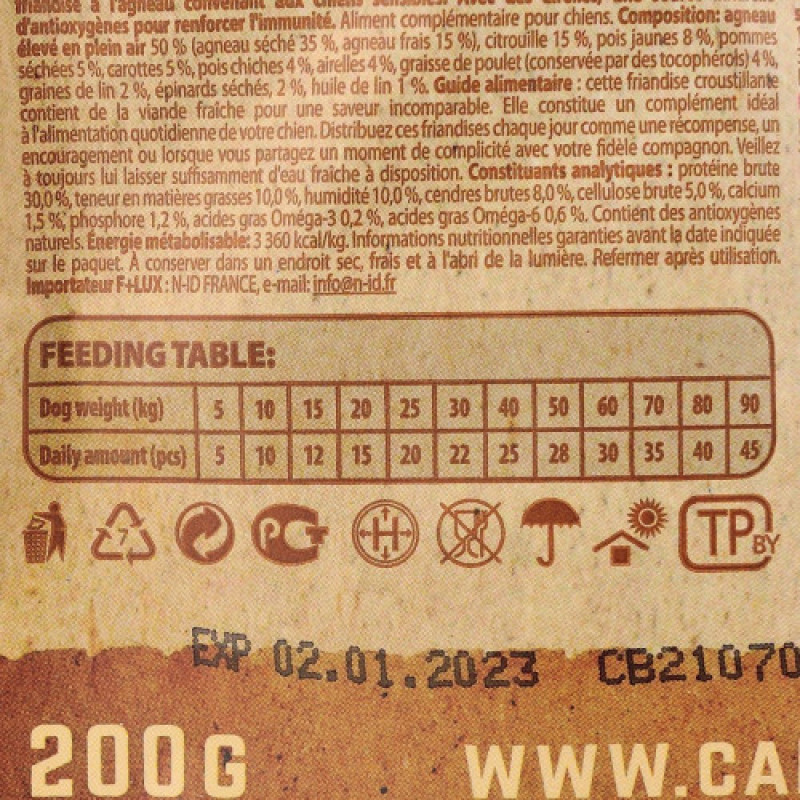 friandise à l'agneau convenant aux chiens sensibles. Avec des
d'antioxygènes pour renforcer l'immunité. Aliment complémentaire pour chiens. Composition: agneau
élevé en plein air 50 % (agneau séché 35 %, agneau frais 15 %), citrouille 15 %, pois jaunes 8 %, pommes
séchées 5 %, carottes 5 %, pois chiches 4 %, airelles 4 %, graisse de poulet (conservée par des tocophérols) 4 %,
graines de lin 2 %, épinards séchés, 2 %, huile de lin 1 %. Guide alimentaire : cette friandise croustillante
contient de la viande fraîche pour une saveur incomparable. Elle constitue un complément idéal
à l'alimentation quotidienne de votre chien. Distribuez ces friandises chaque jour comme une récompense, un
encouragement ou lorsque vous partagez un moment de complicité avec votre fidèle compagnon. Veillez
à toujours lui laisser suffisamment d'eau fraîche à disposition. Constituants analytiques : protéine brute
30,0 %, teneur en matières grasses 10,0 %, humidité 10,0 %, cendres brutes 8,0 %, cellulose brute 5,0 %, calcium
1,5 %, phosphore 1,2 %, acides gras Oméga-3 0,2 %, acides gras Oméga-6 0,6 %. Contient des antioxygènes
naturels. Énergie métabolisable: 3 360 kcal/kg. Informations nutritionnelles garanties avant la date indiquée
sur le paquet. À conserver dans un endroit sec, frais et à l'abri de la lumière. Refermer après utilisation.
Importateur F+LUX : N-ID FRANCE, e-mail: info@n-id.fr
FEEDING TABLE:
Dog weight (kg) 5 10 15 20 25 30 40 50 60 70 80 90
Daily amount (pcs) 5 10 12 15 20 22 25 28 30 35 40 45
7 PCT H TP BY
EXP 02.01.2023 CB21070
200 G WWW.CA